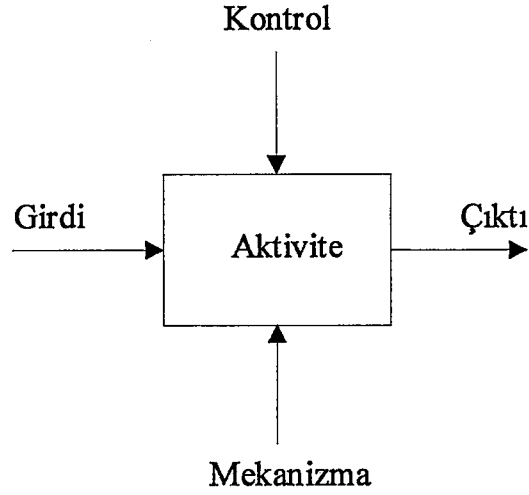 Kontrol
Girdi
Aktivite
Çıktı
Mekanizma